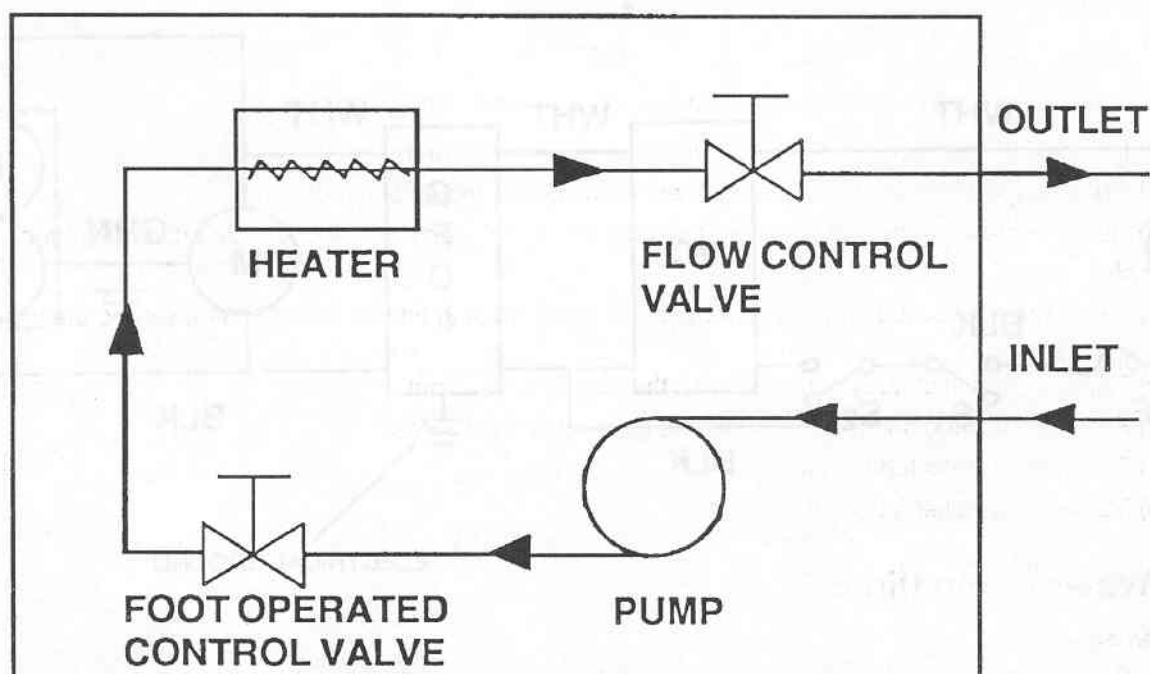 OUTLET
HEATER
FLOW CONTROL
VALVE
INLET
PUMP
FOOT OPERATED
CONTROL VALVE